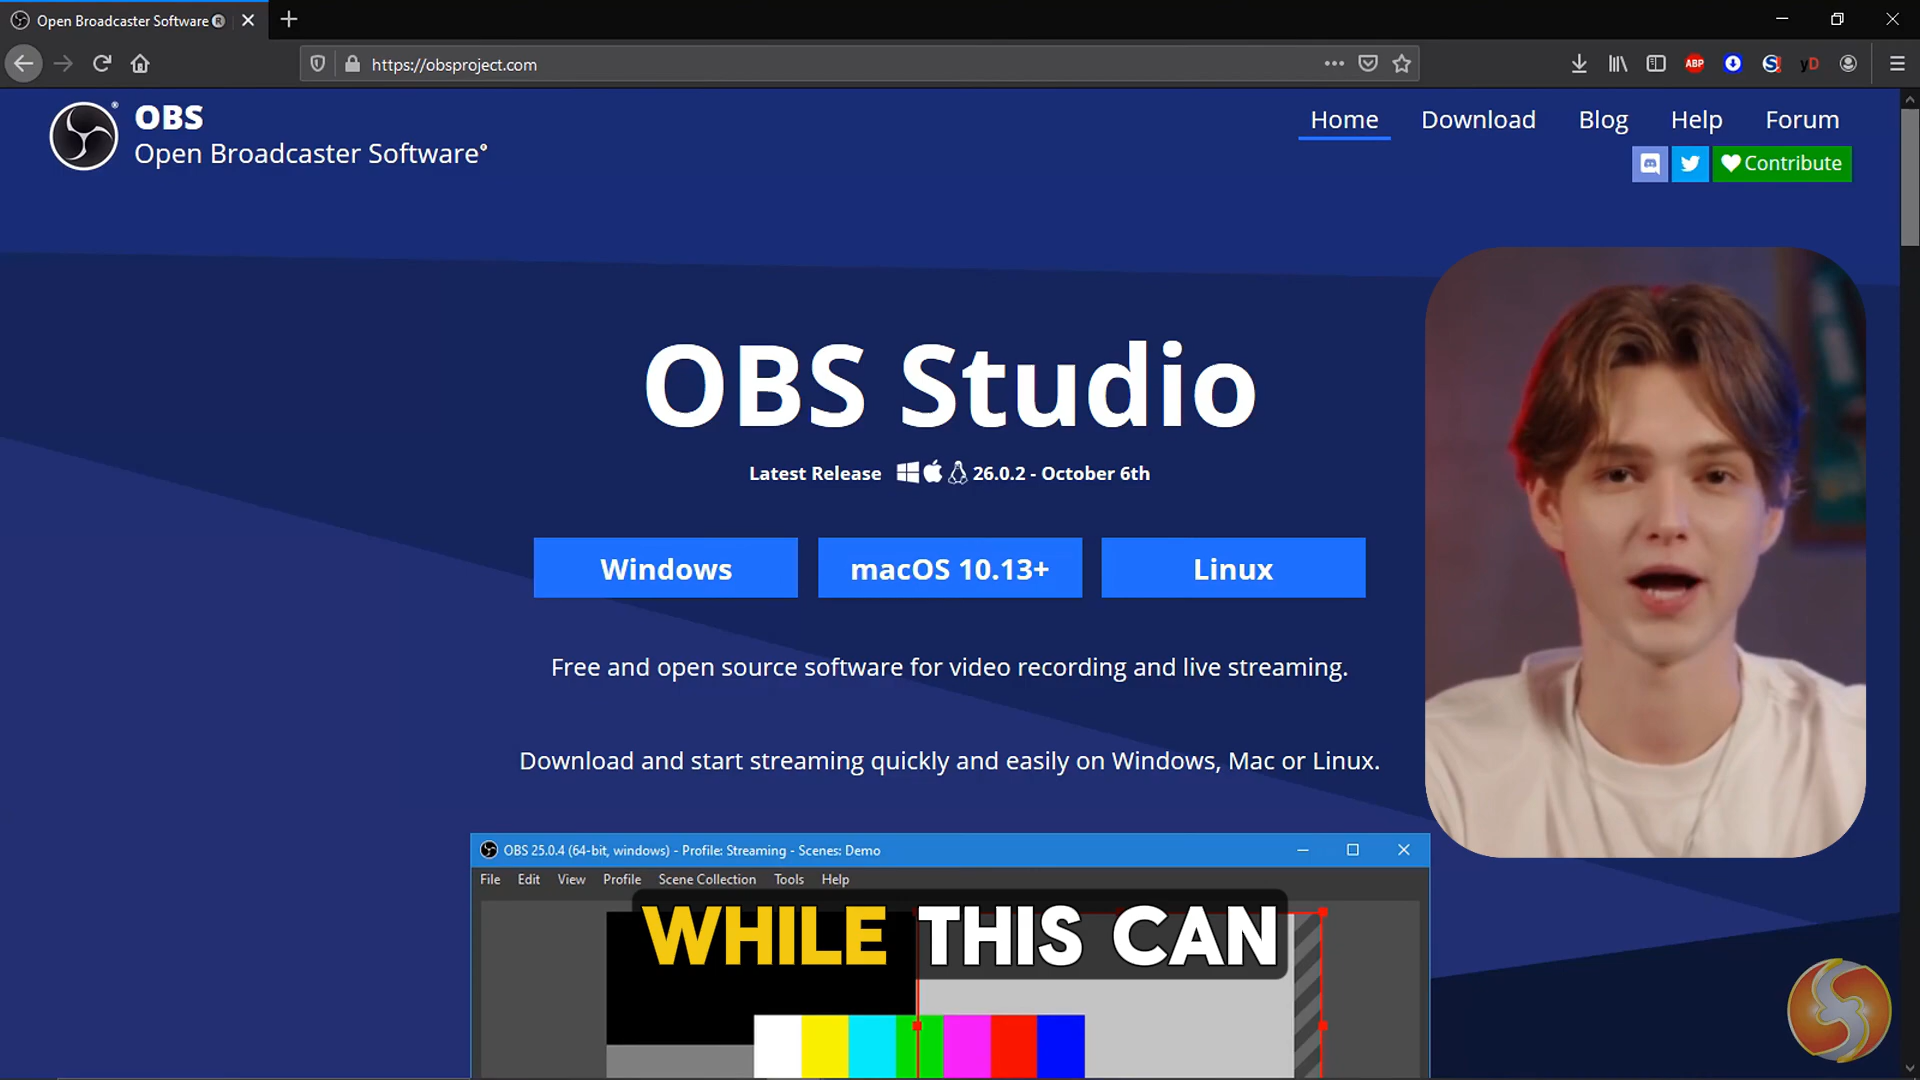 Open Broadcaster Software ®
https://obsproject.com
ABP
yD
OBS
Open Broadcaster Software®
Home
Download
Blog
Help
Forum
Contribute
OBS Studio
Latest Release 26.0.2 - October 6th
Windows
macOS 10.13+
Linux
Free and open source software for video recording and live streaming.
Download and start streaming quickly and easily on Windows, Mac or Linux.
OBS 25.0.4 (64-bit, windows) - Profile: Streaming - Scenes: Demo
File Edit View Profile Scene Collection Tools Help
WHILE THIS CAN